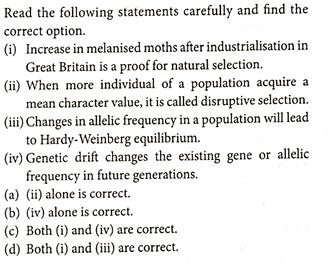 Read the following statements carefully and find the
correct option.
(i) Increase in melanised moths after industrialisation in
Great Britain is a proof for natural selection.
(ii) When more individual of a population acquire a
mean character value, it is called disruptive selection.
(iii) Changes in allelic frequency in a population will lead
to Hardy-Weinberg equilibrium.
(iv) Genetic drift changes the existing gene or allelic
frequency in future generations.
(a) (ii) alone is correct.
(b) (iv) alone is correct.
(c) Both (i) and (iv) are correct.
(d) Both (i) and (iii) are correct.